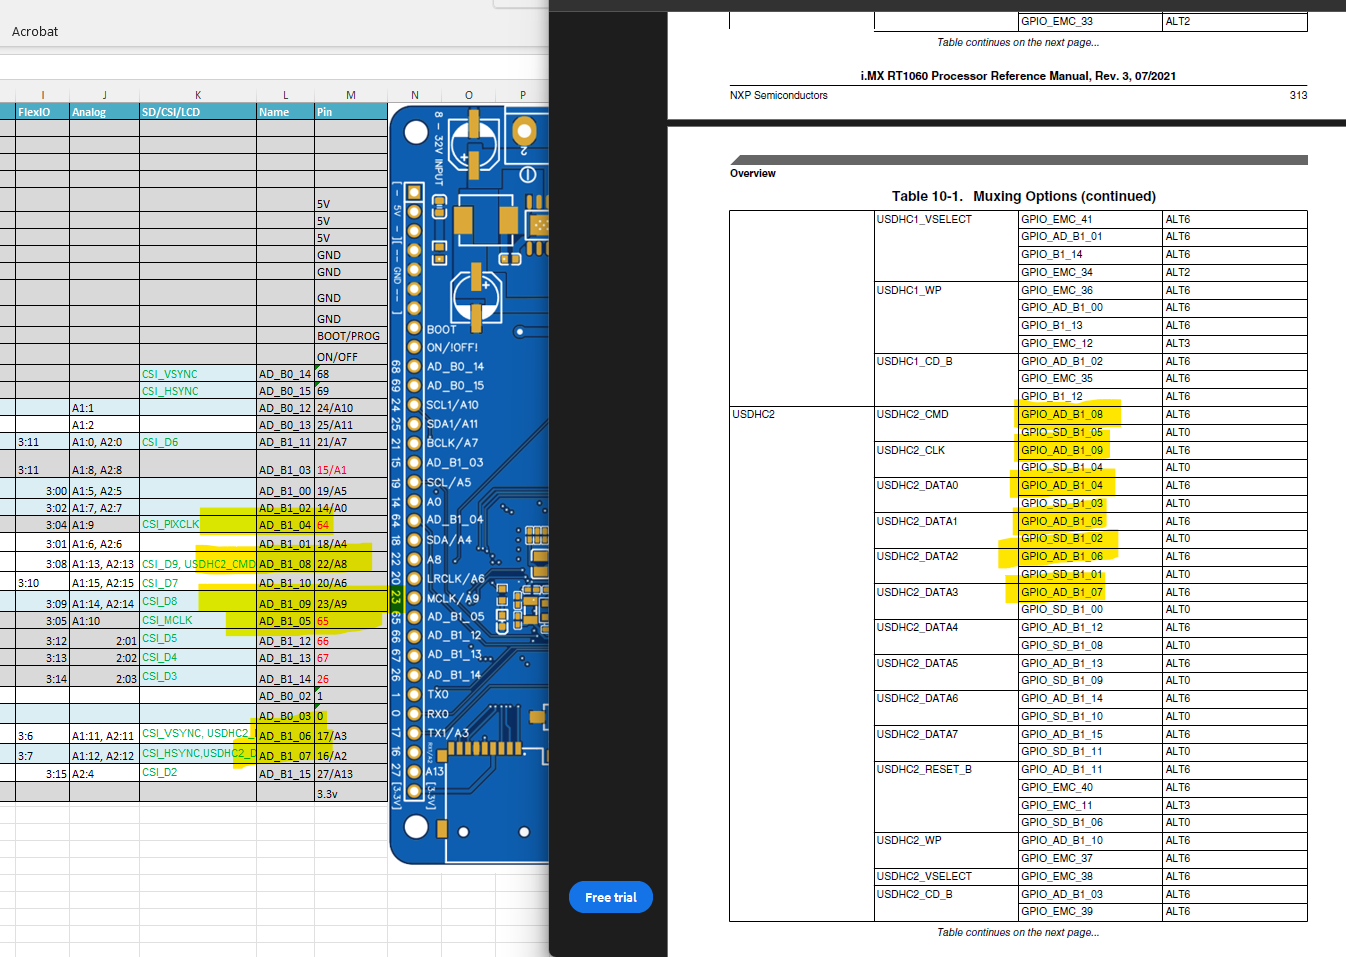 Acrobat
I J K L M N O P
FlexIO Analog SD/CSI/LCD Name Pin
5V
5V
5V
GND
GND
GND
GND
BOOT/PROG
ON/OFF
CSI_VSYNC AD_B0_14 68
CSI_HSYNC AD_B0_15 69
A1:1 AD_B0_12 24/A10
A1:2 AD_B0_13 25/A11
3:11 A1:0, A2:0 CSI_D6 AD_B1_11 21/A7
3:11 A1:8, A2:8 AD_B1_03 15/A1
3:00 A1:5, A2:5 AD_B1_00 19/A5
3:02 A1:7, A2:7 AD_B1_02 14/A0
3:04 A1:9 CSI_PIXCLK AD_B1_04 64
3:01 A1:6, A2:6 AD_B1_01 18/A4
3:08 A1:13, A2:13 CSI_D9, USDHC2_CMD AD_B1_08 22/A8
3:10 A1:15, A2:15 CSI_D7 AD_B1_10 20/A6
3:09 A1:14, A2:14 CSI_D8 AD_B1_09 23/A9
3:05 A1:10 CSI_MCLK AD_B1_05 65
3:12 2:01 CSI_D5 AD_B1_12 66
3:13 2:02 CSI_D4 AD_B1_13 67
3:14 2:03 CSI_D3 AD_B1_14 26
AD_B0_02 1
AD_B0_03 0
3:6 A1:11, A2:11 CSI_VSYNC, USDHC2_ AD_B1_06 17/A3
3:7 A1:12, A2:12 CSI_HSYNC,USDHC2_D AD_B1_07 16/A2
3:15 A2:4 CSI_D2 AD_B1_15 27/A13
3.3v
8 - 32V INPUT
2
[- 5V -][-- GND --]
BOOT
ON/!OFF!
68 AD_B0_14
69 AD_B0_15
24 SCL1/A10
25 SDA1/A11
21 BCLK/A7
15 AD_B1_03
19 SCL/A5
14 A0
64 AD_B1_04
18 SDA/A4
22 A8
20 LRCLK/A6
23 MCLK/A9
65 AD_B1_05
66 AD_B1_12
67 AD_B1_13
26 AD_B1_14
1 TX0
0 RX0
17 TX1/A3
16 RX1/A2
27 A13
[3.3V] [3.3V]
GPIO_EMC_33 ALT2
Table continues on the next page...
i.MX RT1060 Processor Reference Manual, Rev. 3, 07/2021
NXP Semiconductors 313
Overview
Table 10-1. Muxing Options (continued)
USDHC1_VSELECT GPIO_EMC_41 ALT6
GPIO_AD_B1_01 ALT6
GPIO_B1_14 ALT6
GPIO_EMC_34 ALT2
USDHC1_WP GPIO_EMC_36 ALT6
GPIO_AD_B1_00 ALT6
GPIO_B1_13 ALT6
GPIO_EMC_12 ALT3
USDHC1_CD_B GPIO_AD_B1_02 ALT6
GPIO_EMC_35 ALT6
GPIO_B1_12 ALT6
USDHC2 USDHC2_CMD GPIO_AD_B1_08 ALT6
GPIO_SD_B1_05 ALT0
USDHC2_CLK GPIO_AD_B1_09 ALT6
GPIO_SD_B1_04 ALT0
USDHC2_DATA0 GPIO_AD_B1_04 ALT6
GPIO_SD_B1_03 ALT0
USDHC2_DATA1 GPIO_AD_B1_05 ALT6
GPIO_SD_B1_02 ALT0
USDHC2_DATA2 GPIO_AD_B1_06 ALT6
GPIO_SD_B1_01 ALT0
USDHC2_DATA3 GPIO_AD_B1_07 ALT6
GPIO_SD_B1_00 ALT0
USDHC2_DATA4 GPIO_AD_B1_12 ALT6
GPIO_SD_B1_08 ALT0
USDHC2_DATA5 GPIO_AD_B1_13 ALT6
GPIO_SD_B1_09 ALT0
USDHC2_DATA6 GPIO_AD_B1_14 ALT6
GPIO_SD_B1_10 ALT0
USDHC2_DATA7 GPIO_AD_B1_15 ALT6
GPIO_SD_B1_11 ALT0
USDHC2_RESET_B GPIO_AD_B1_11 ALT6
GPIO_EMC_40 ALT6
GPIO_EMC_11 ALT3
GPIO_SD_B1_06 ALT0
USDHC2_WP GPIO_AD_B1_10 ALT6
GPIO_EMC_37 ALT6
USDHC2_VSELECT GPIO_EMC_38 ALT6
USDHC2_CD_B GPIO_AD_B1_03 ALT6
GPIO_EMC_39 ALT6
Table continues on the next page...
Free trial